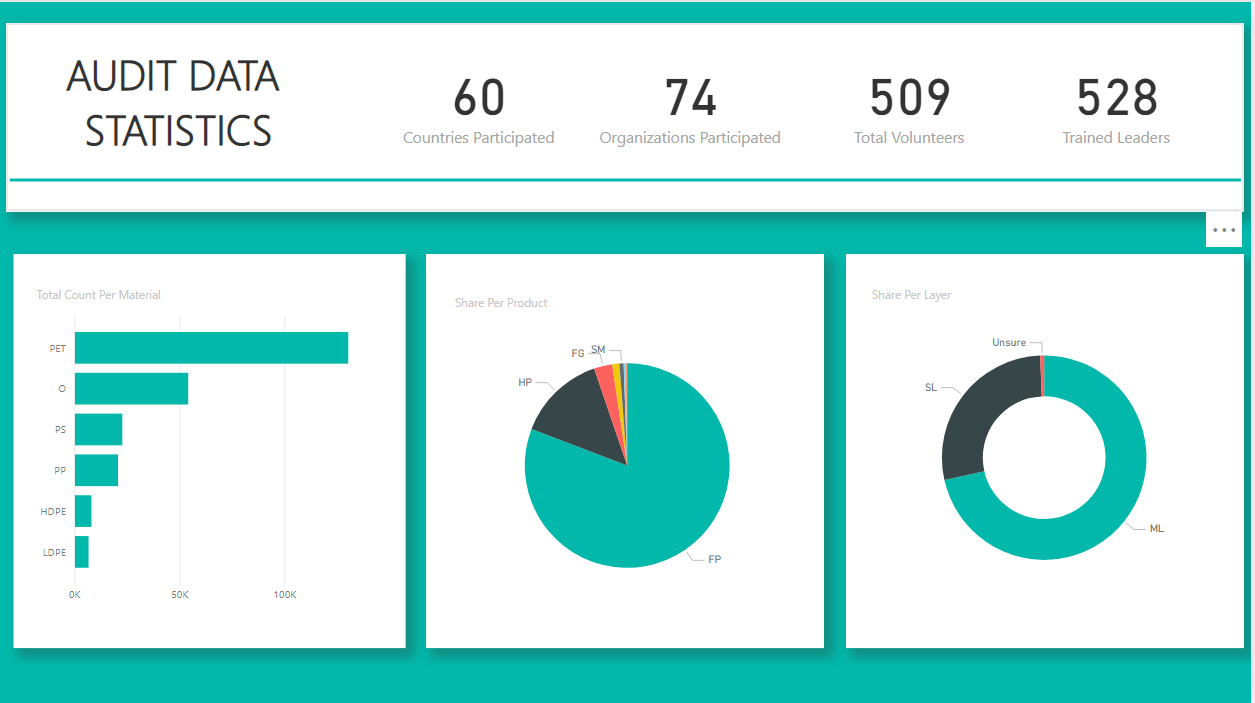 AUDIT DATA
STATISTICS
60
Countries Participated
74
Organizations Participated
509
Total Volunteers
528
Trained Leaders
Total Count Per Material
PET
O
PS
PP
HDPE
LDPE
0K
50K
100K
Share Per Product
FG
SM
HP
FP
Share Per Layer
Unsure
SL
ML